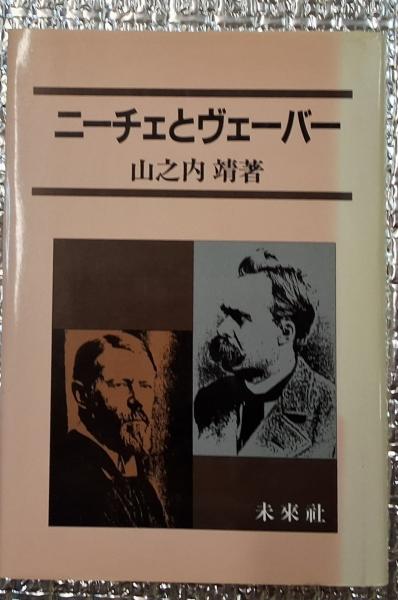 ニーチェとヴェーバー
山之内靖著
未來社